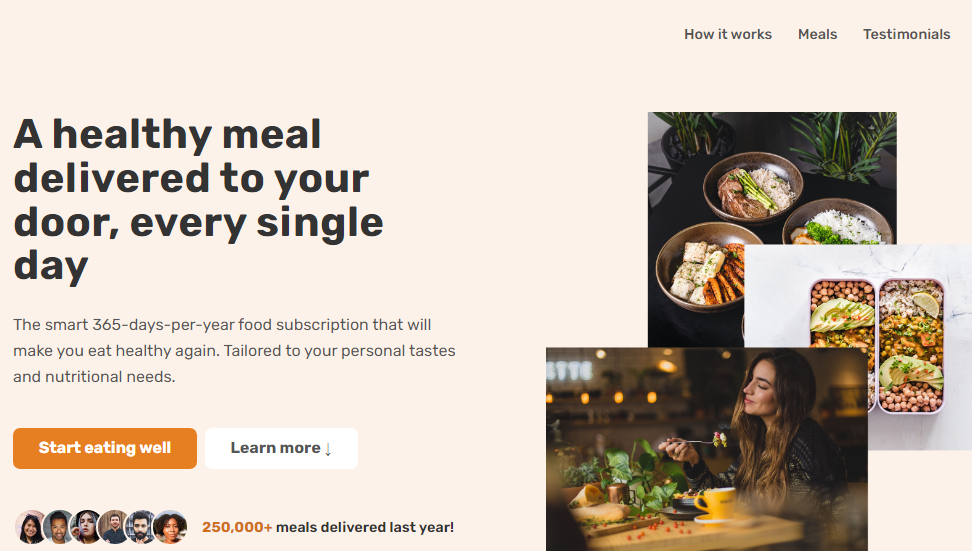 How it works Meals Testimonials
A healthy meal
delivered to your
door, every single
day
The smart 365-days-per-year food subscription that will
make you eat healthy again. Tailored to your personal tastes
and nutritional needs.
Start eating well Learn more ↓
250,000+ meals delivered last year!